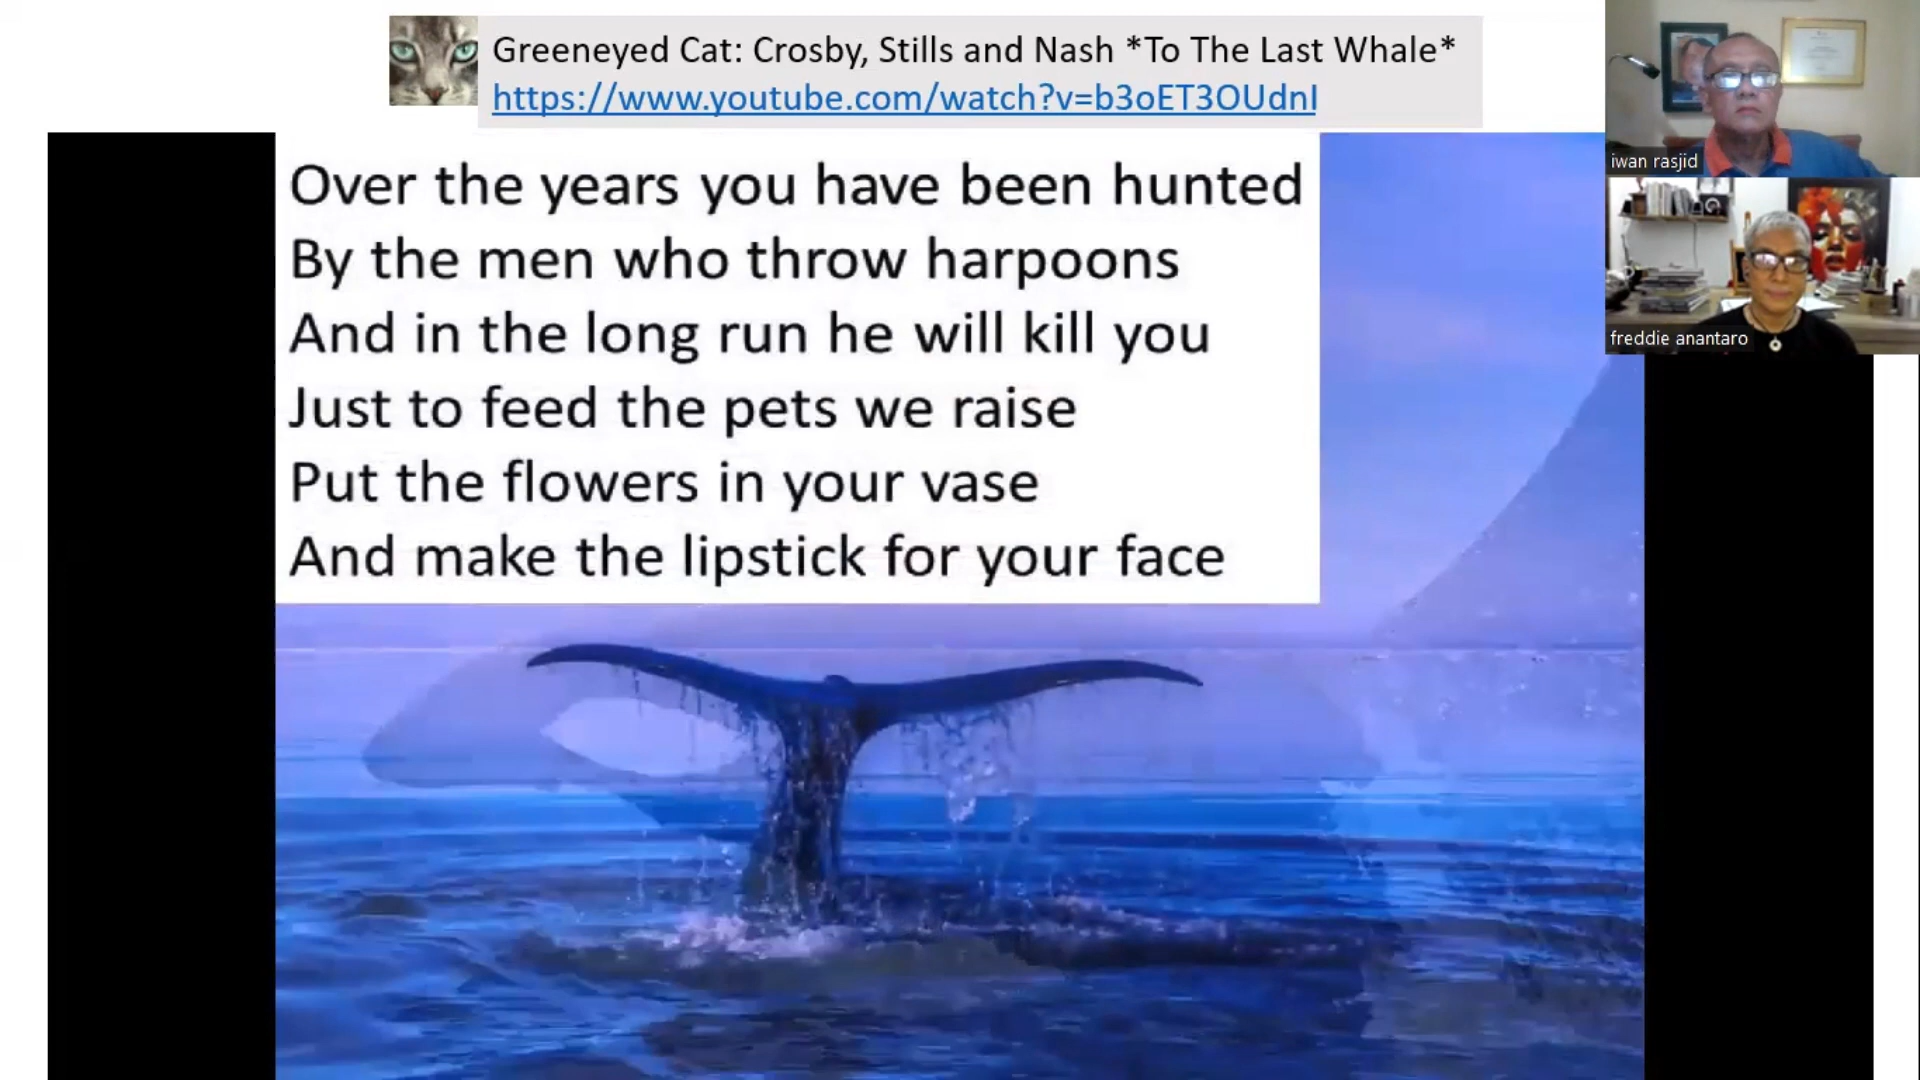 Greeneyed Cat: Crosby, Stills and Nash *To The Last Whale*
https://www.youtube.com/watch?v=b3oET3OUdnI
Over the years you have been hunted
By the men who throw harpoons
And in the long run he will kill you
Just to feed the pets we raise
Put the flowers in your vase
And make the lipstick for your face
iwan rasjid
freddie anantaro